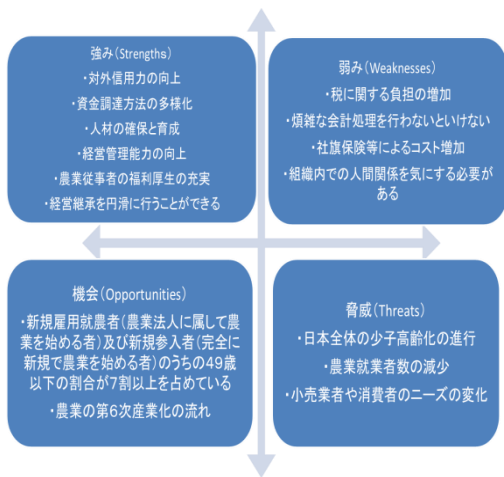 強み(Strengths)
・対外信用力の向上
・資金調達方法の多様化
・人材の確保と育成
・経営管理能力の向上
・農業従事者の福利厚生の充実
・経営継承を円滑に行うことができる
弱み(Weaknesses)
・税に関する負担の増加
・煩雑な会計処理を行わないといけない
・社旗保険等によるコスト増加
・組織内での人間関係を気にする必要が
ある
機会(Opportunities)
・新規雇用就農者(農業法人に属して農
業を始める者)及び新規参入者(完全に
新規で農業を始める者)のうちの49歳
以下の割合が7割以上を占めている
・農業の第6次産業化の流れ
脅威(Threats)
・日本全体の少子高齢化の進行
・農業就業者数の減少
・小売業者や消費者のニーズの変化